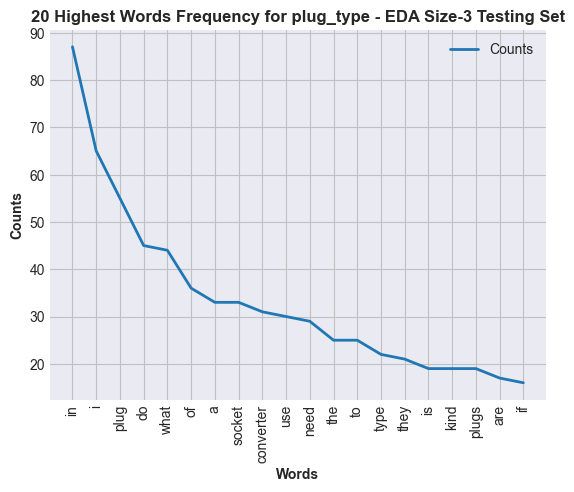 20 Highest Words Frequency for plug_type - EDA Size-3 Testing Set
Counts
90
80
70
60
50
40
30
20
Counts
in
i
plug
do
what
of
a
socket
converter
use
need
the
to
type
they
is
kind
plugs
are
if
Words